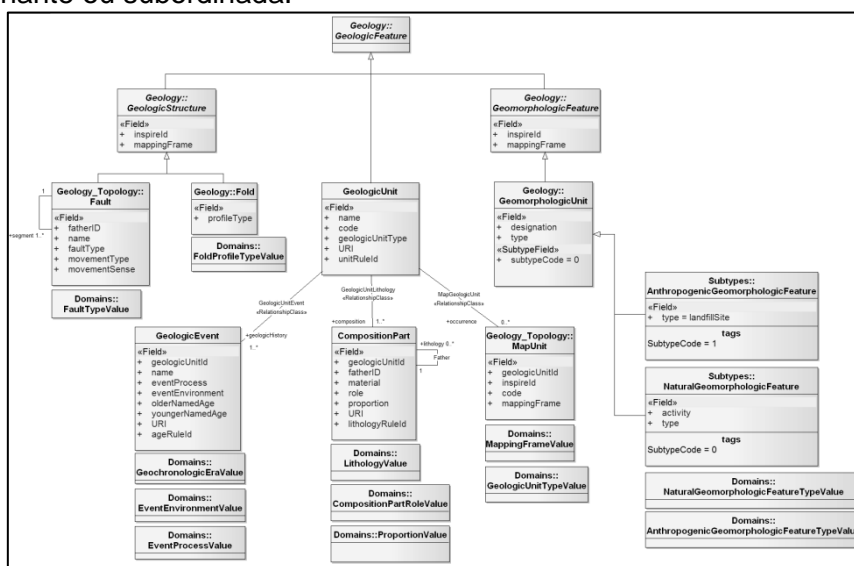 Geology::
GeologicFeature
Geology::
GeologicStructure
«Field»
+ inspireId
+ mappingFrame
Geology::
GeomorphologicFeature
«Field»
+ inspireId
+ mappingFrame
Geology_Topology::
Fault
«Field»
+ fatherID
+ name
+ faultType
+ movementType
+ movementSense
1
+segment 1..*
Domains::
FaultTypeValue
Geology::Fold
«Field»
+ profileType
Domains::
FoldProfileTypeValue
GeologicUnit
«Field»
+ name
+ code
+ geologicUnitType
+ URI
+ unitRuleId
Geology::
GeomorphologicUnit
«Field»
+ designation
+ type
«SubtypeField»
+ subtypeCode = 0
GeologicUnitEvent
«RelationshipClass»
+geologicHistory
1..*
GeologicUnitLithology
«RelationshipClass»
+composition
1..*
MapGeologicUnit
«RelationshipClass»
+occurrence
0..*
GeologicEvent
«Field»
+ geologicUnitId
+ name
+ eventProcess
+ eventEnvironment
+ olderNamedAge
+ youngerNamedAge
+ URI
+ ageRuleId
Domains::
GeochronologicEraValue
Domains::
EventEnvironmentValue
Domains::
EventProcessValue
CompositionPart
«Field»
+ geologicUnitId
+ fatherID
+ material
+ role
+ proportion
+ URI
+ lithologyRuleId
+lithology 0..*
Father
1
Domains::
LithologyValue
Domains::
CompositionPartRoleValue
Domains::ProportionValue
Geology_Topology::
MapUnit
«Field»
+ geologicUnitId
+ inspireId
+ code
+ mappingFrame
Domains::
MappingFrameValue
Domains::
GeologicUnitTypeValue
Subtypes::
AnthropogenicGeomorphologicFeature
«Field»
+ type = landfillSite
tags
SubtypeCode = 1
Subtypes::
NaturalGeomorphologicFeature
«Field»
+ activity
+ type
tags
SubtypeCode = 0
Domains::
NaturalGeomorphologicFeatureTypeValue
Domains::
AnthropogenicGeomorphologicFeatureTypeValue